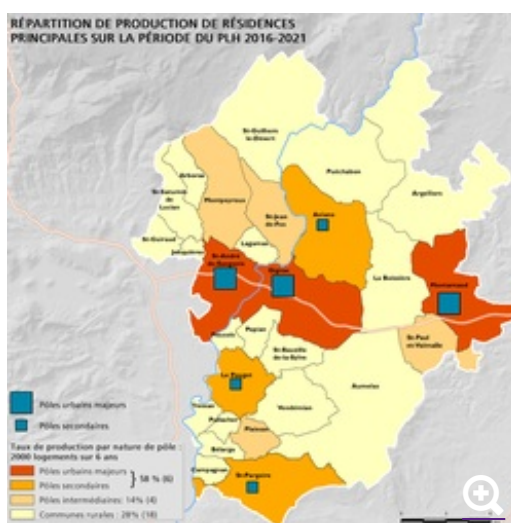 RÉPARTITION DE PRODUCTION DE RÉSIDENCES
PRINCIPALES SUR LA PÉRIODE DU PLH 2016-2021
St-Guilhem
le-Désert
Puéchabon
Argelliers
Arboras
Montpeyroux
St-Saturnin
de
Lucian
St-Jean
de Fos
Aniane
St-Guiraud
Lagamas
Jonquières
St-André
de Sangonis
Gignac
La Boissière
Montarnaud
St-Paul
et-Valmalle
Pouzols
Popian
St-Bauzille
de-la-Sylve
Le Pouget
Aumelas
Vendémian
Tressan
Puilacher
Plaissan
Bélarga
Campagnan
St-Pargoire
Pôles urbains majeurs
Pôles secondaires
Taux de production par nature de pôle :
2000 logements sur 6 ans
Pôles urbains majeurs
Pôles secondaires
58 % (6)
Pôles intermédiaires: 14% (4)
Communes rurales : 28% (18)